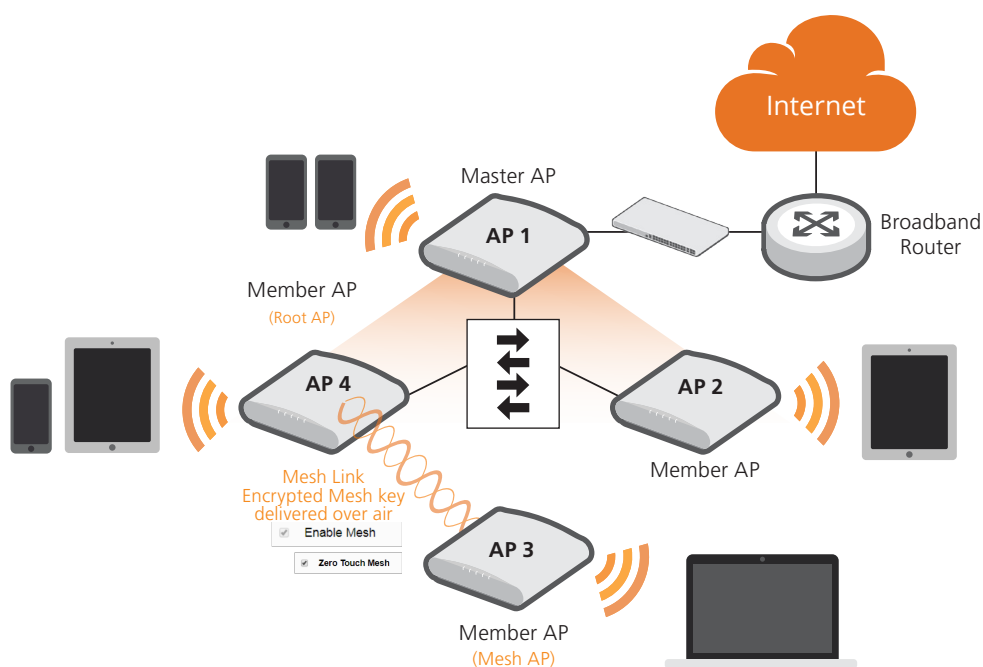 Internet
Master AP
AP 1
Broadband
Router
Member AP
(Root AP)
AP 4
AP 2
Member AP
Mesh Link
Encrypted Mesh key
delivered over air
Enable Mesh
Zero Touch Mesh
AP 3
Member AP
(Mesh AP)